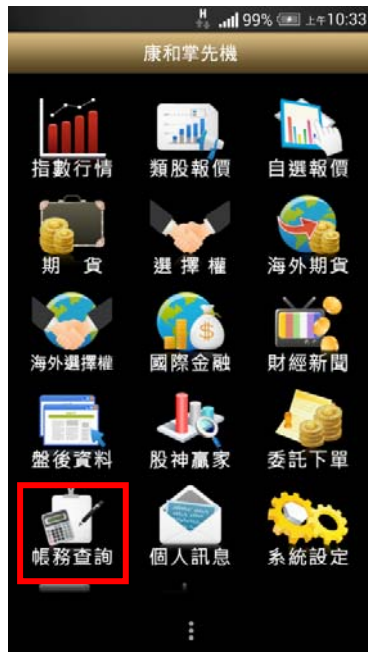 H 99% 上午10:33
康和掌先機
指數行情 類股報價 自選報價
期 貨 選 擇 權 海外期貨
海外選擇權 國際金融 財經新聞
盤後資料 股神贏家 委託下單
帳務查詢 個人訊息 系統設定